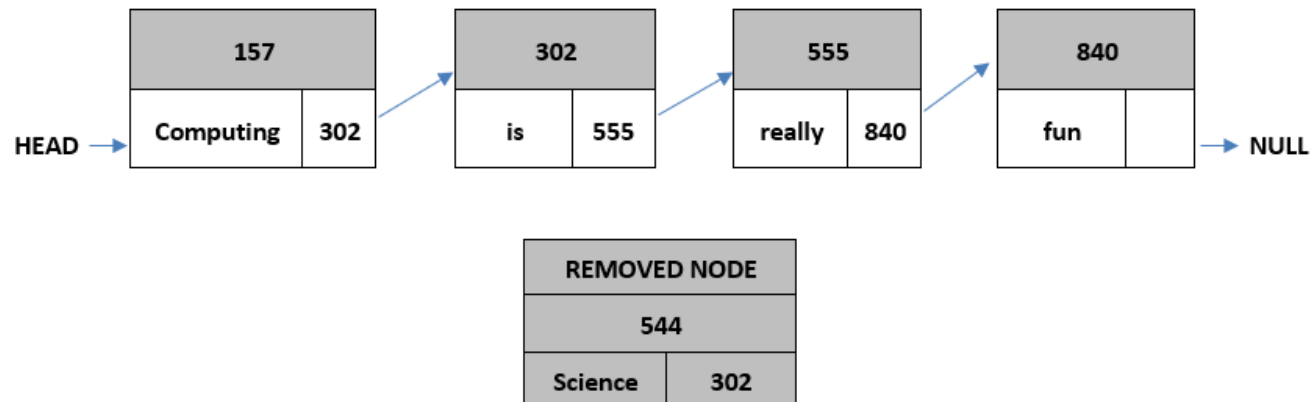 157 302 555 840
HEAD Computing 302 is 555 really 840 fun NULL
REMOVED NODE
544
Science 302